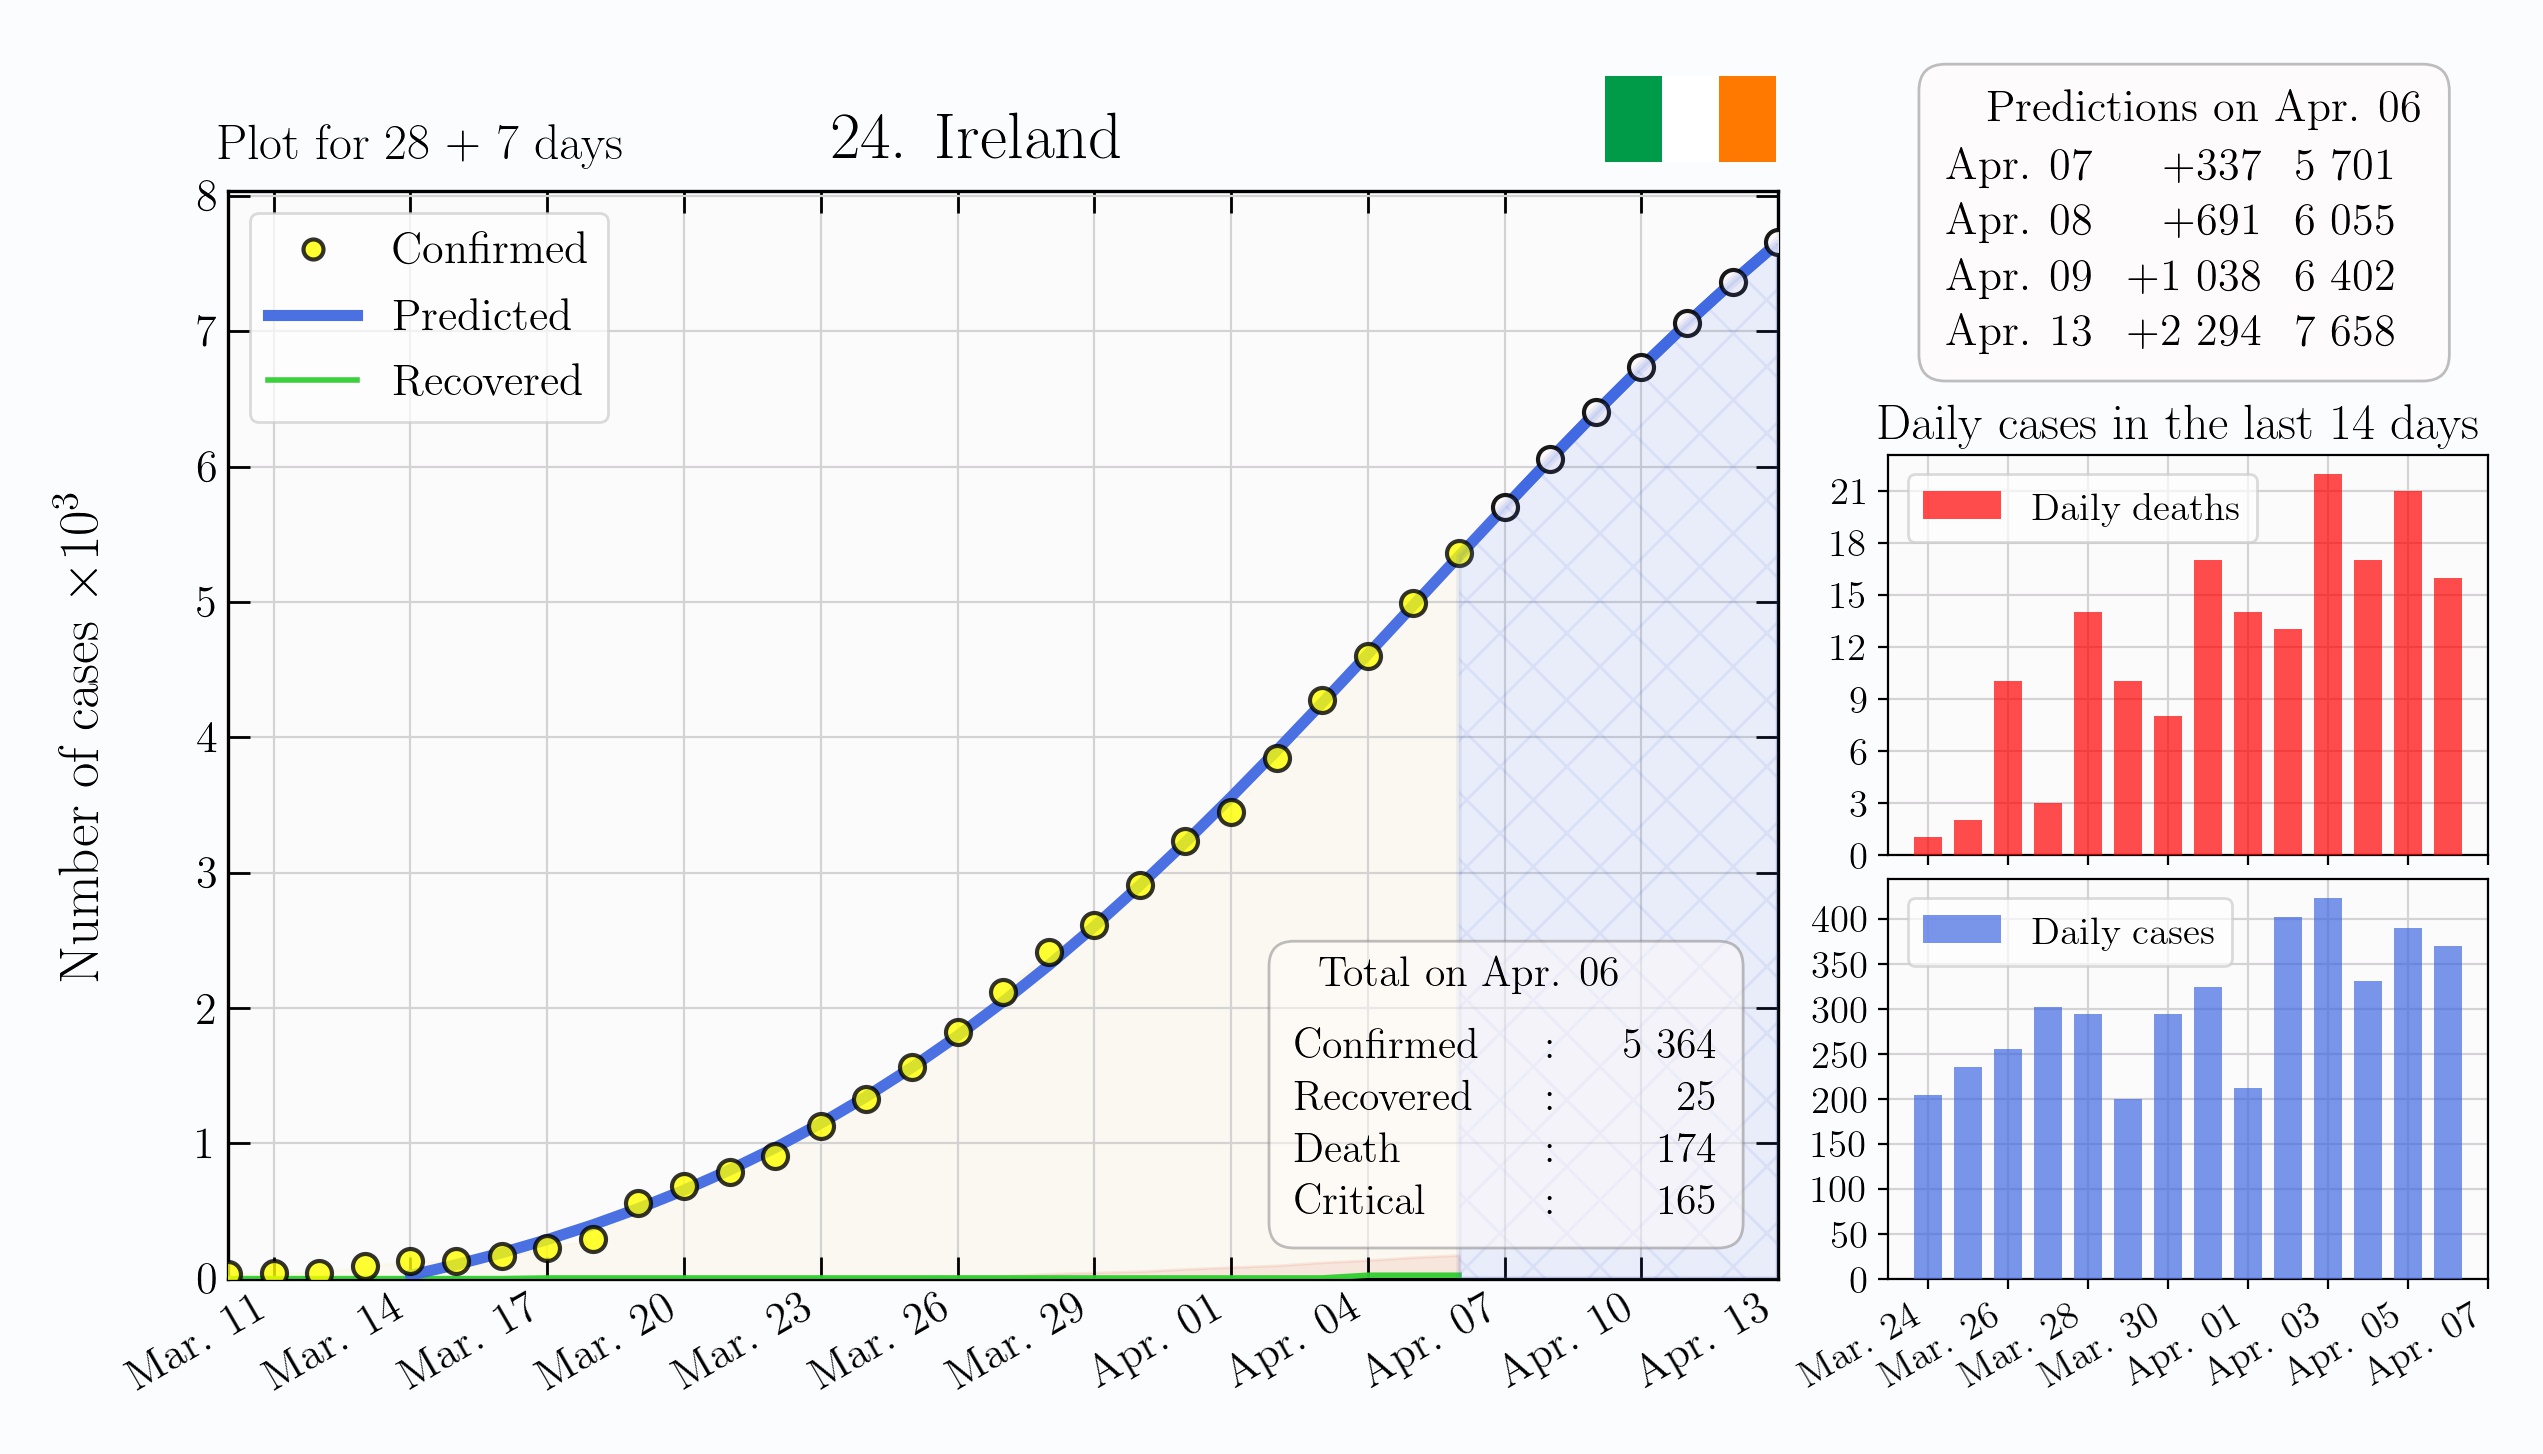 Plot for 28 + 7 days
24. Ireland
Number of cases ×10³
8
7
6
5
4
3
2
1
0
Confirmed
Predicted
Recovered
Total on Apr. 06
Confirmed : 5 364
Recovered : 25
Death : 174
Critical : 165
Mar. 11
Mar. 14
Mar. 17
Mar. 20
Mar. 23
Mar. 26
Mar. 29
Apr. 01
Apr. 04
Apr. 07
Apr. 10
Apr. 13
Predictions on Apr. 06
Apr. 07 +337 5 701
Apr. 08 +691 6 055
Apr. 09 +1 038 6 402
Apr. 13 +2 294 7 658
Daily cases in the last 14 days
Daily deaths
21
18
15
12
9
6
3
0
Daily cases
400
350
300
250
200
150
100
50
0
Mar. 24
Mar. 26
Mar. 28
Mar. 30
Apr. 01
Apr. 03
Apr. 05
Apr. 07